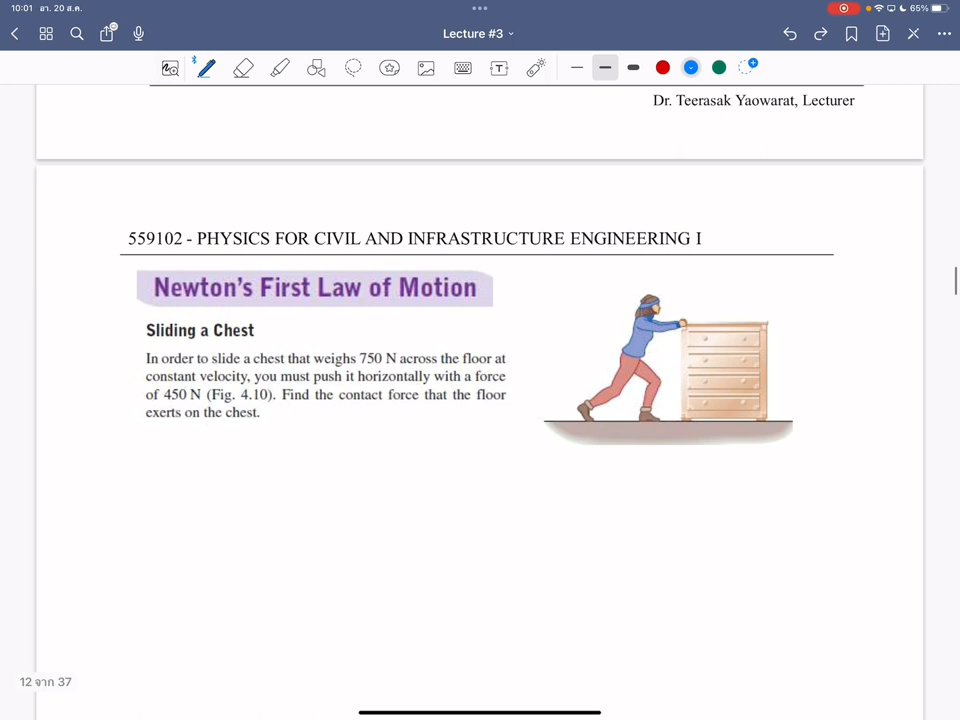 10:01 อา. 20 ส.ค.
65%
Lecture #3
T
Dr. Teerasak Yaowarat, Lecturer
559102 - PHYSICS FOR CIVIL AND INFRASTRUCTURE ENGINEERING I
Newton's First Law of Motion
Sliding a Chest
In order to slide a chest that weighs 750 N across the floor at
constant velocity, you must push it horizontally with a force
of 450 N (Fig. 4.10). Find the contact force that the floor
exerts on the chest.
12 จาก 37